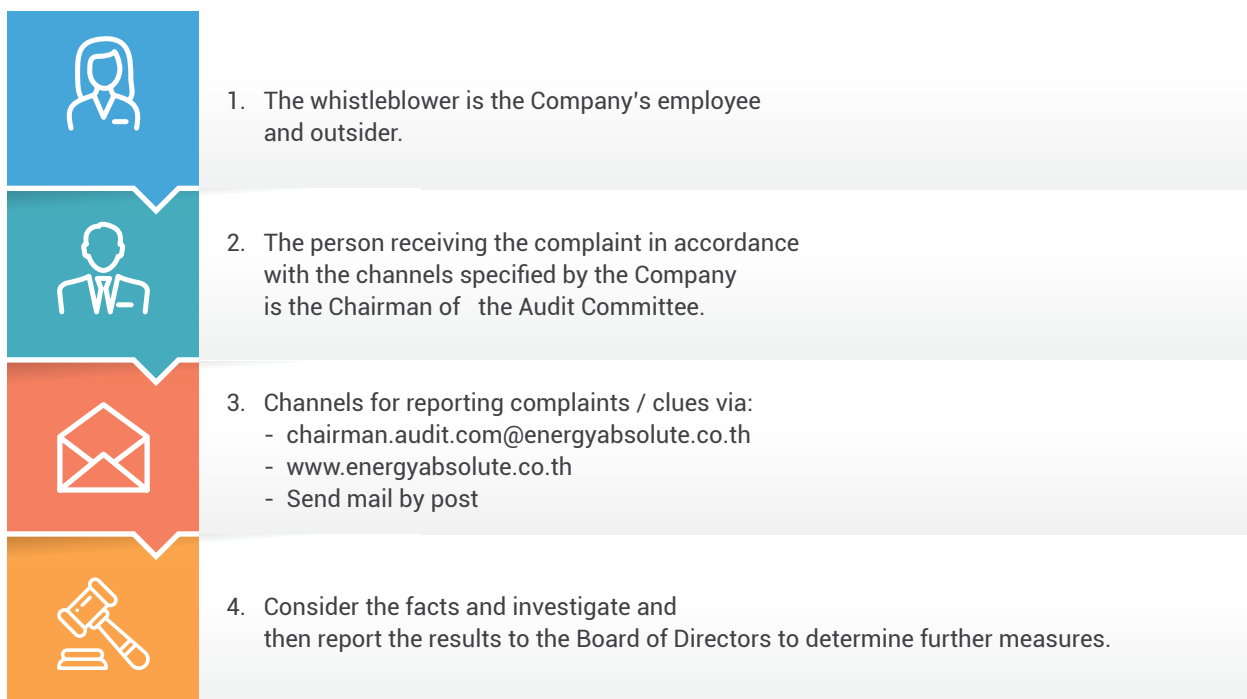 1. The whistleblower is the Company's employee
and outsider.
2. The person receiving the complaint in accordance
with the channels specified by the Company
is the Chairman of the Audit Committee.
3. Channels for reporting complaints / clues via:
- chairman.audit.com@energyabsolute.co.th
- www.energyabsolute.co.th
- Send mail by post
4. Consider the facts and investigate and
then report the results to the Board of Directors to determine further measures.